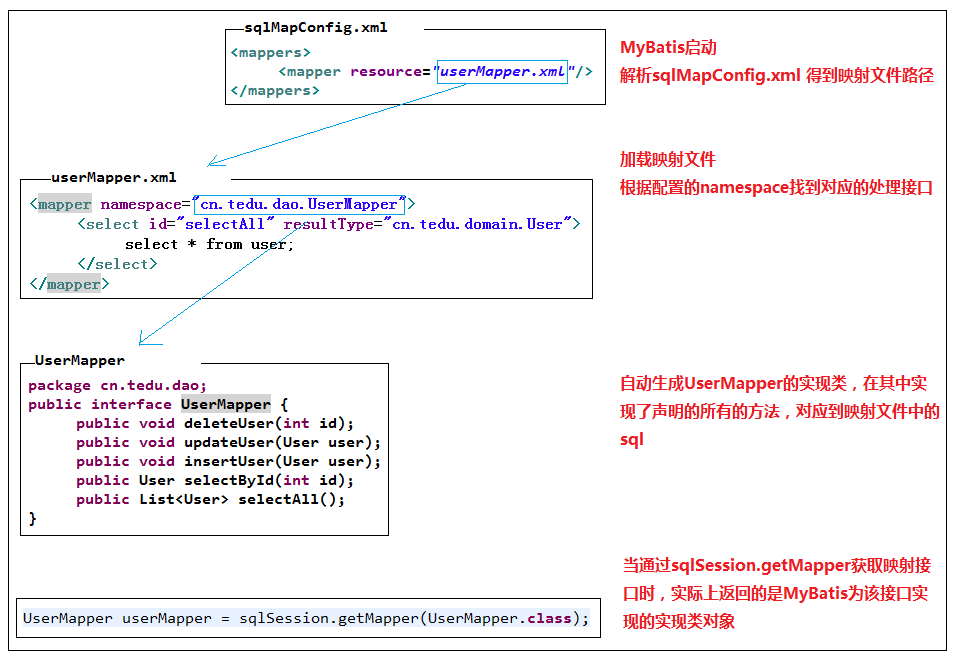 sqlMapConfig.xml
<mappers>
<mapper resource="userMapper.xml"/>
</mappers>
MyBatis启动
解析sqlMapConfig.xml 得到映射文件路径
userMapper.xml
<mapper namespace="cn.tedu.dao.UserMapper">
<select id="selectAll" resultType="cn.tedu.domain.User">
select * from user;
</select>
</mapper>
加载映射文件
根据配置的namespace找到对应的处理接口
UserMapper
package cn.tedu.dao;
public interface UserMapper {
public void deleteUser(int id);
public void updateUser(User user);
public void insertUser(User user);
public User selectById(int id);
public List<User> selectAll();
}
自动生成UserMapper的实现类，在其中实
现了声明的所有的方法，对应到映射文件中的
sql
UserMapper userMapper = sqlSession.getMapper(UserMapper.class);
当通过sqlSession.getMapper获取映射接
口时，实际上返回的是MyBatis为该接口实
现的实现类对象